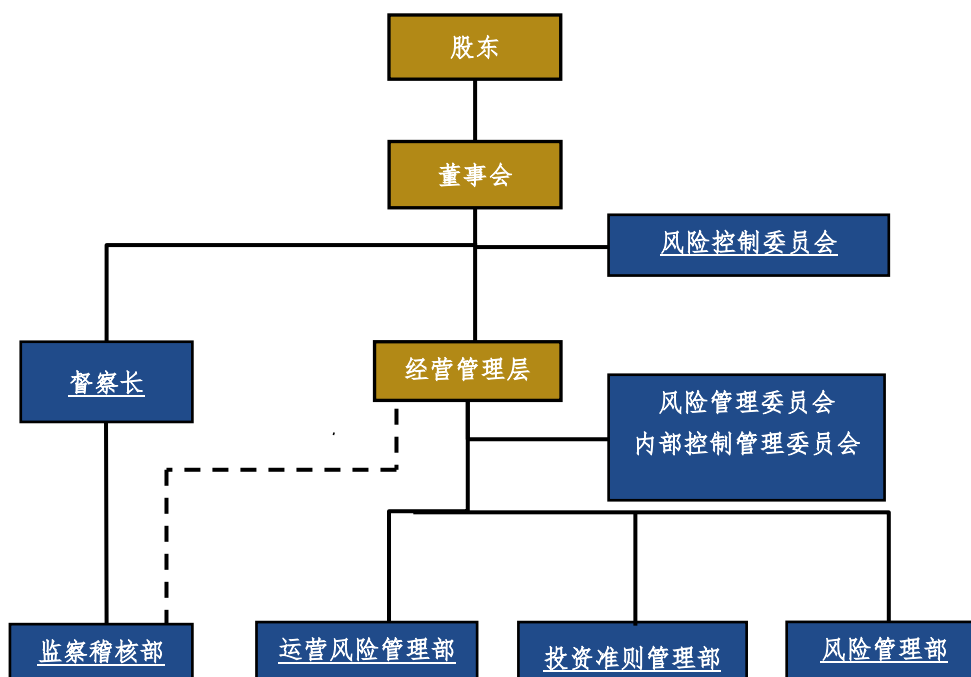 股东
董事会
风险控制委员会
督察长
经营管理层
风险管理委员会
内部控制管理委员会
监察稽核部
运营风险管理部
投资准则管理部
风险管理部